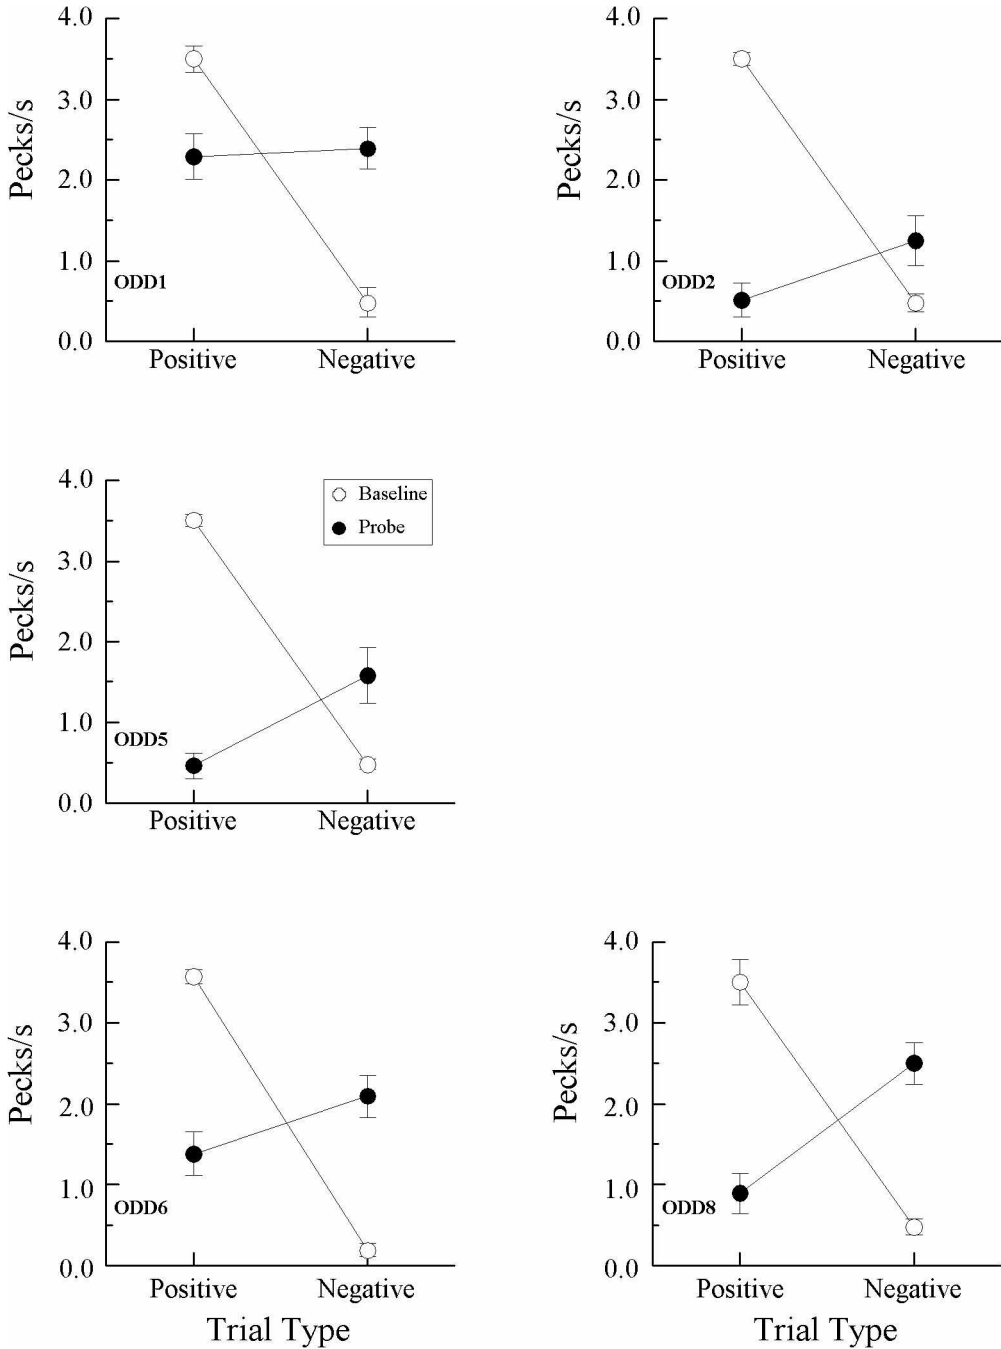 4.0
3.0
2.0
1.0
0.0
Pecks/s
ODD1
Positive
Negative
4.0
3.0
2.0
1.0
0.0
Pecks/s
ODD2
Positive
Negative
4.0
3.0
2.0
1.0
0.0
Pecks/s
Baseline
Probe
ODD5
Positive
Negative
4.0
3.0
2.0
1.0
0.0
Pecks/s
ODD6
Positive
Negative
Trial Type
4.0
3.0
2.0
1.0
0.0
Pecks/s
ODD8
Positive
Negative
Trial Type